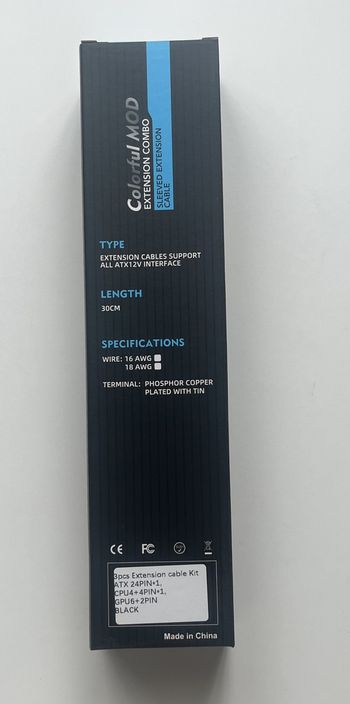 Colorful MOD
EXTENSION COMBO
SLEEVED EXTENSION
CABLE
TYPE
EXTENSION CABLES SUPPORT
ALL ATX12V INTERFACE
LENGTH
30CM
SPECIFICATIONS
WIRE: 16 AWG
18 AWG
TERMINAL: PHOSPHOR COPPER
PLATED WITH TIN
CE FC
3pcs Extension cable Kit
ATX 24PIN*1,
CPU4+4PIN*1,
GPU6+2PIN
BLACK
Made in China